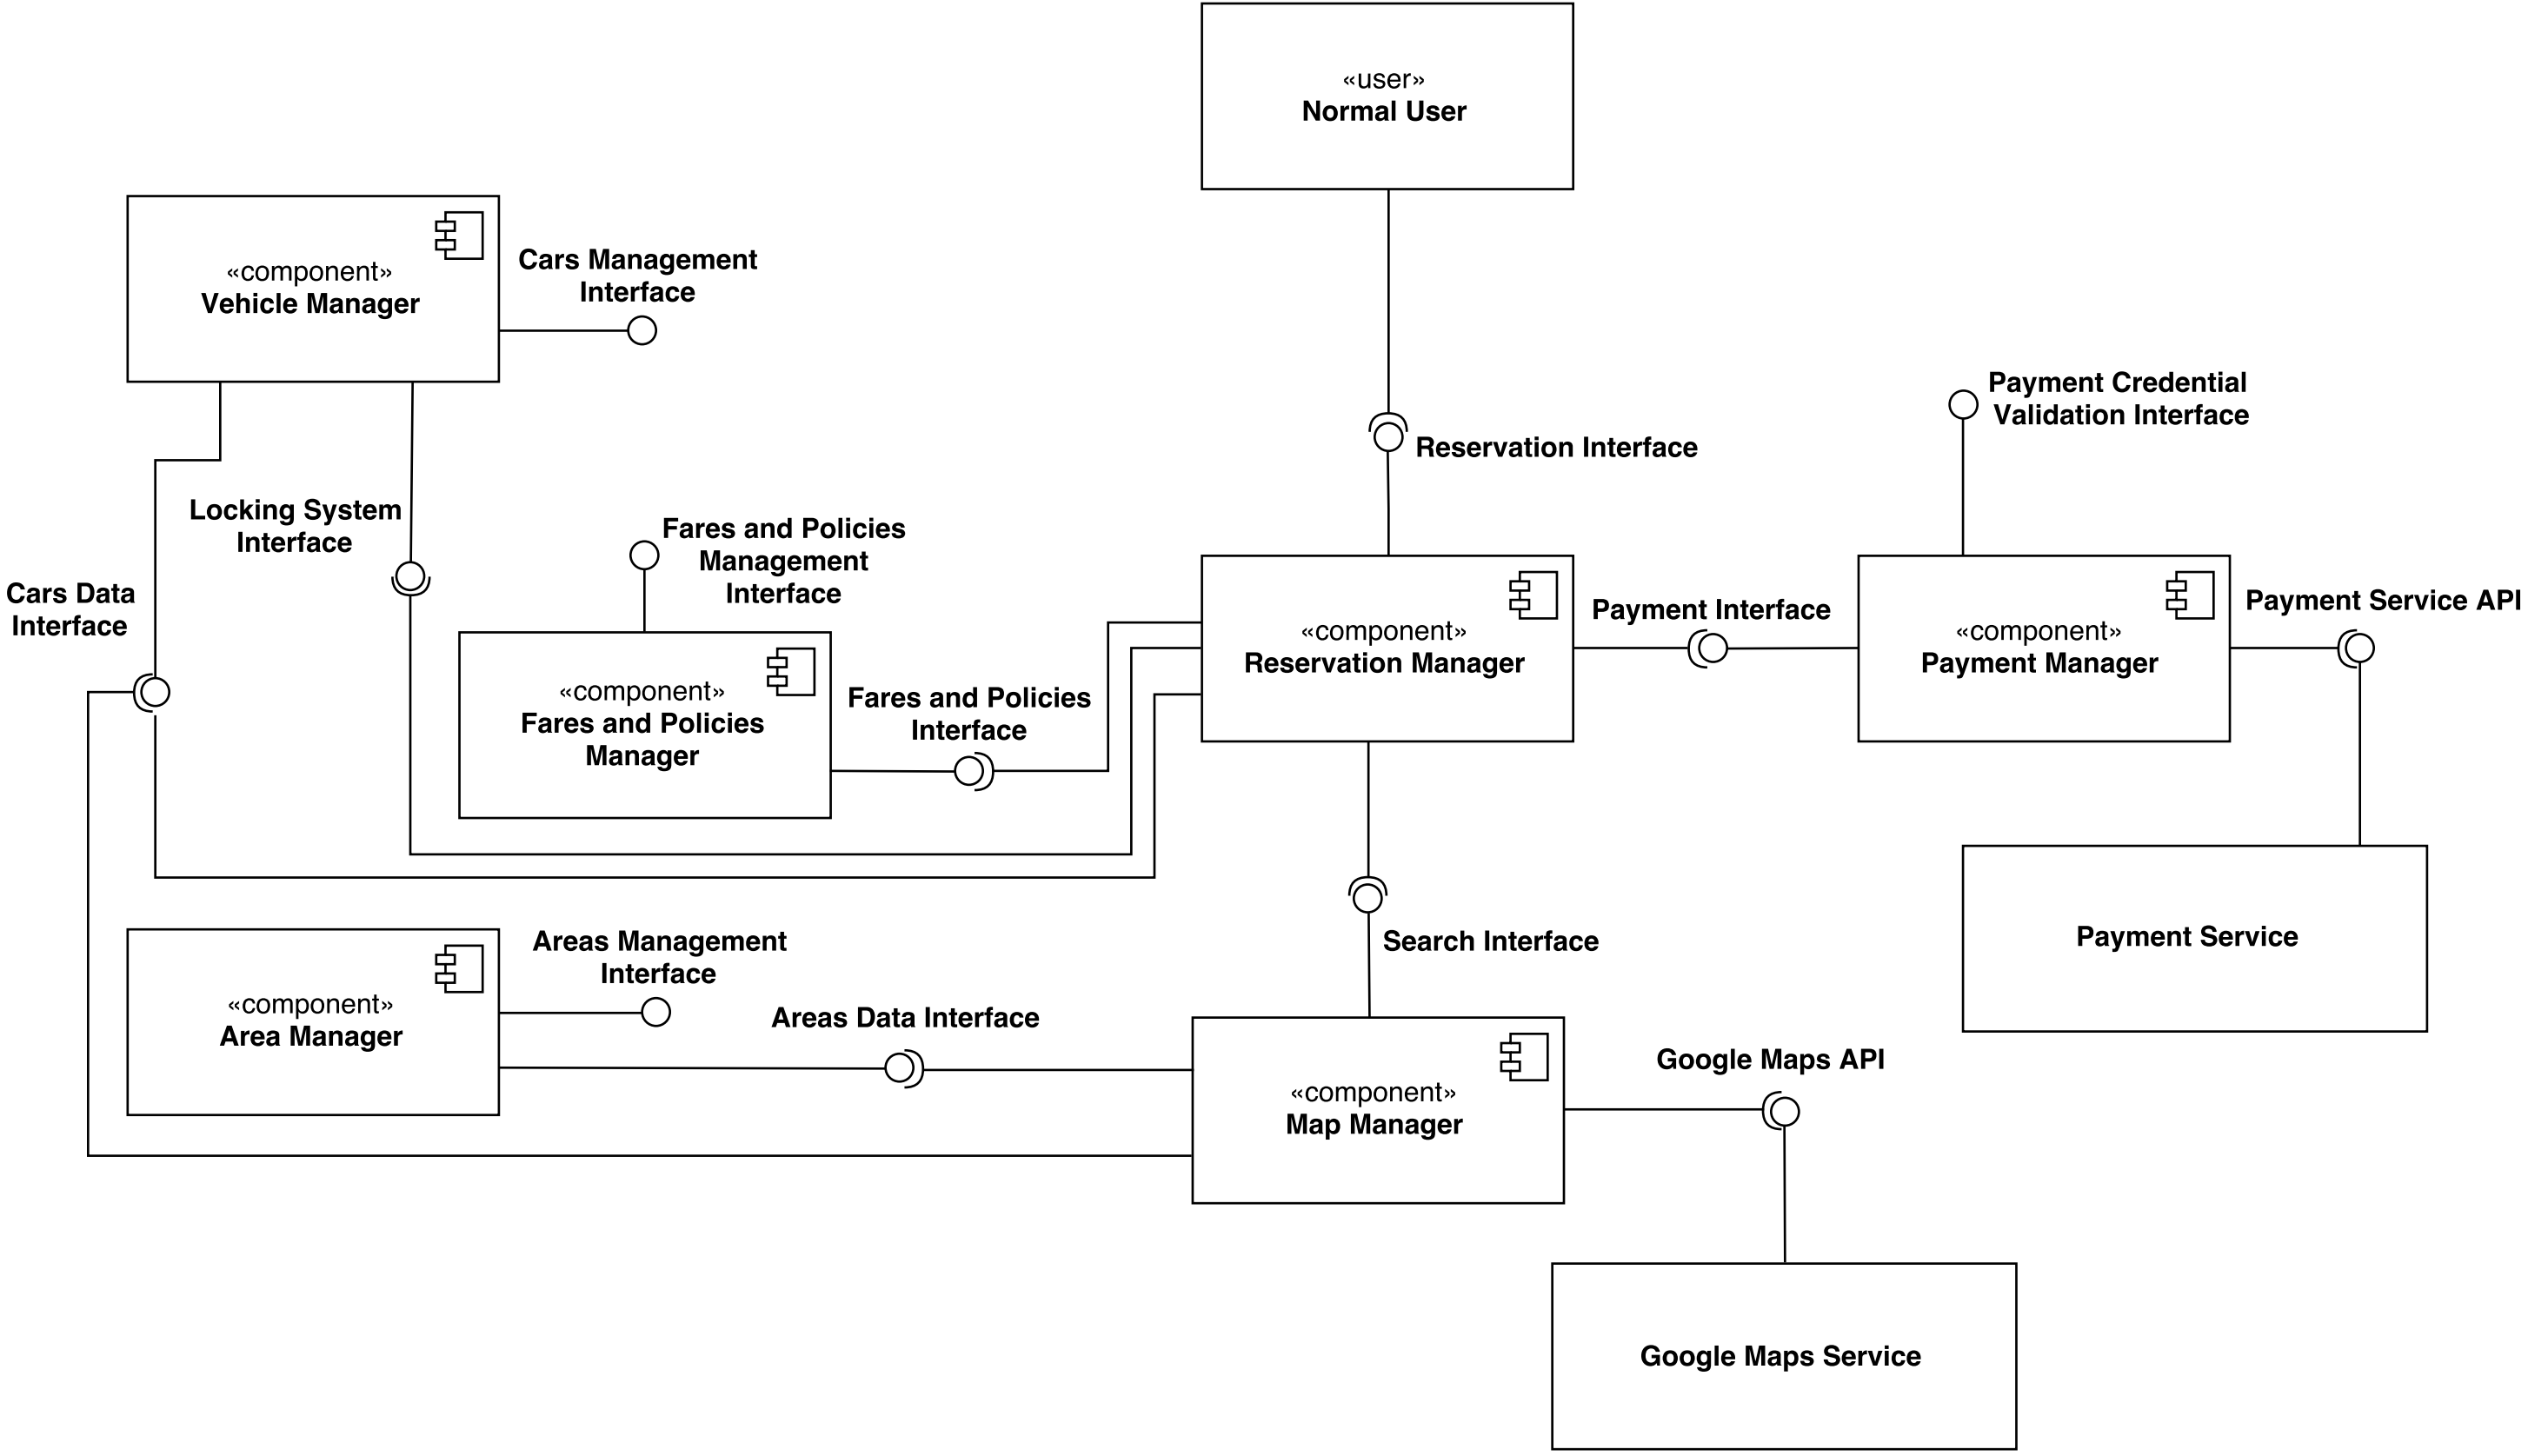 «user»
Normal User
«component»
Vehicle Manager
Cars Management
Interface
Payment Credential
Validation Interface
Reservation Interface
Locking System
Interface
Fares and Policies
Management
Interface
Cars Data
Interface
«component»
Fares and Policies
Manager
Fares and Policies
Interface
«component»
Reservation Manager
Payment Interface
«component»
Payment Manager
Payment Service API
Payment Service
«component»
Area Manager
Areas Management
Interface
Areas Data Interface
Search Interface
«component»
Map Manager
Google Maps API
Google Maps Service